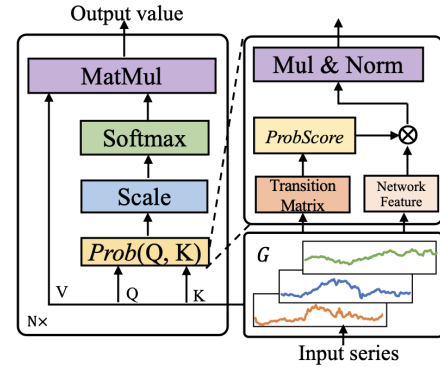 Output value
MatMul
Softmax
Scale
Prob(Q, K)
V
Q
K
N×
Mul & Norm
ProbScore
⊗
Transition
Matrix
Network
Feature
G
Input series